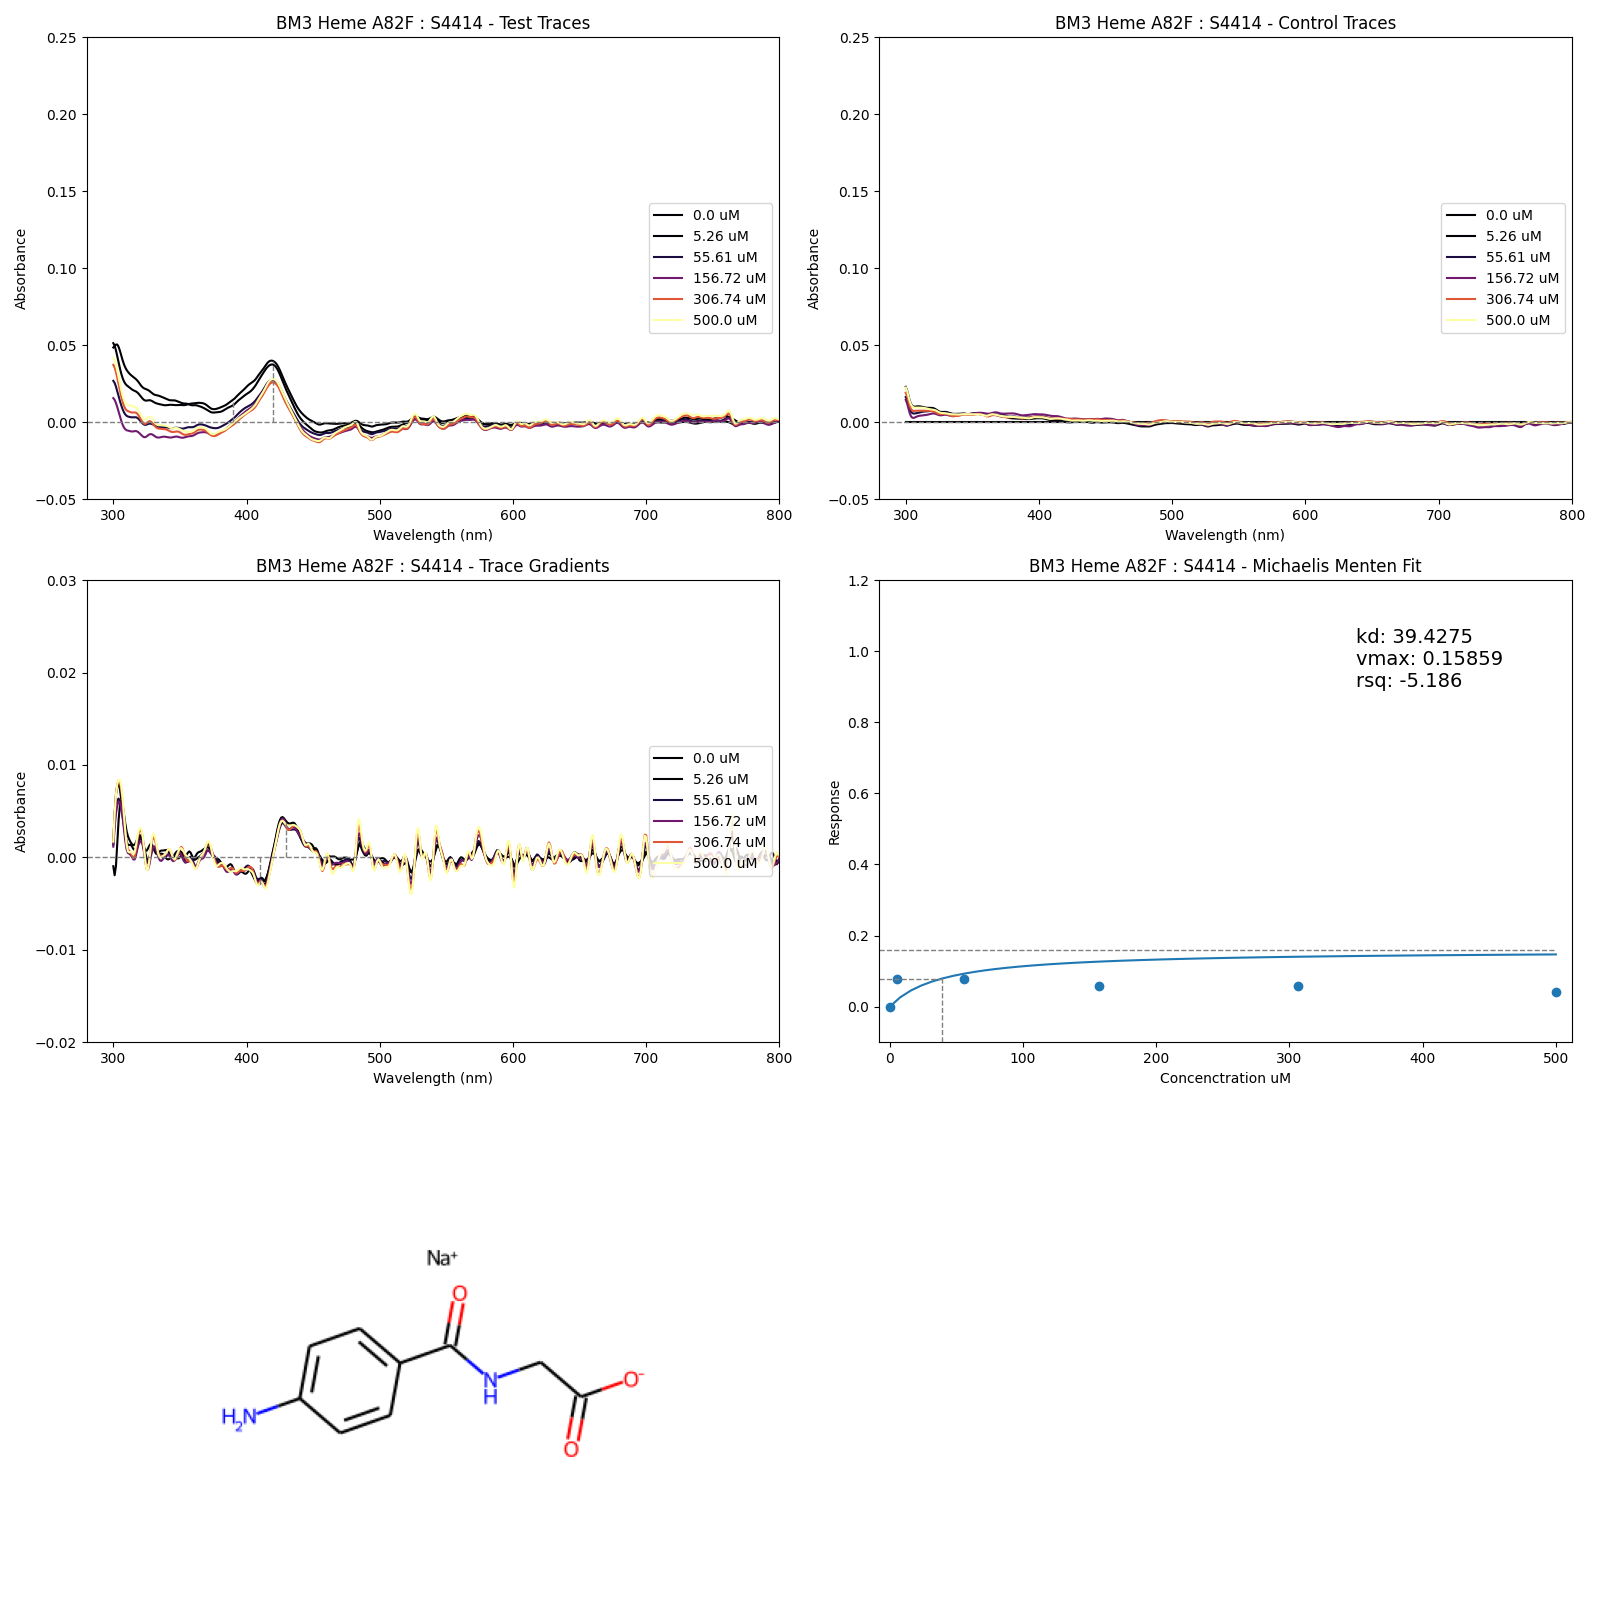 BM3 Heme A82F : S4414 - Test Traces
0.25
0.20
0.15
0.10
0.05
0.00
−0.05
Absorbance
300
400
500
600
700
800
Wavelength (nm)
0.0 uM
5.26 uM
55.61 uM
156.72 uM
306.74 uM
500.0 uM
BM3 Heme A82F : S4414 - Control Traces
0.25
0.20
0.15
0.10
0.05
0.00
−0.05
Absorbance
300
400
500
600
700
800
Wavelength (nm)
0.0 uM
5.26 uM
55.61 uM
156.72 uM
306.74 uM
500.0 uM
BM3 Heme A82F : S4414 - Trace Gradients
0.03
0.02
0.01
0.00
−0.01
−0.02
Absorbance
300
400
500
600
700
800
Wavelength (nm)
0.0 uM
5.26 uM
55.61 uM
156.72 uM
306.74 uM
500.0 uM
BM3 Heme A82F : S4414 - Michaelis Menten Fit
1.2
1.0
0.8
0.6
0.4
0.2
0.0
Response
0
100
200
300
400
500
Concenctration uM
kd: 39.4275
vmax: 0.15859
rsq: -5.186
Na⁺
O
H₂N
N
H
O⁻
O